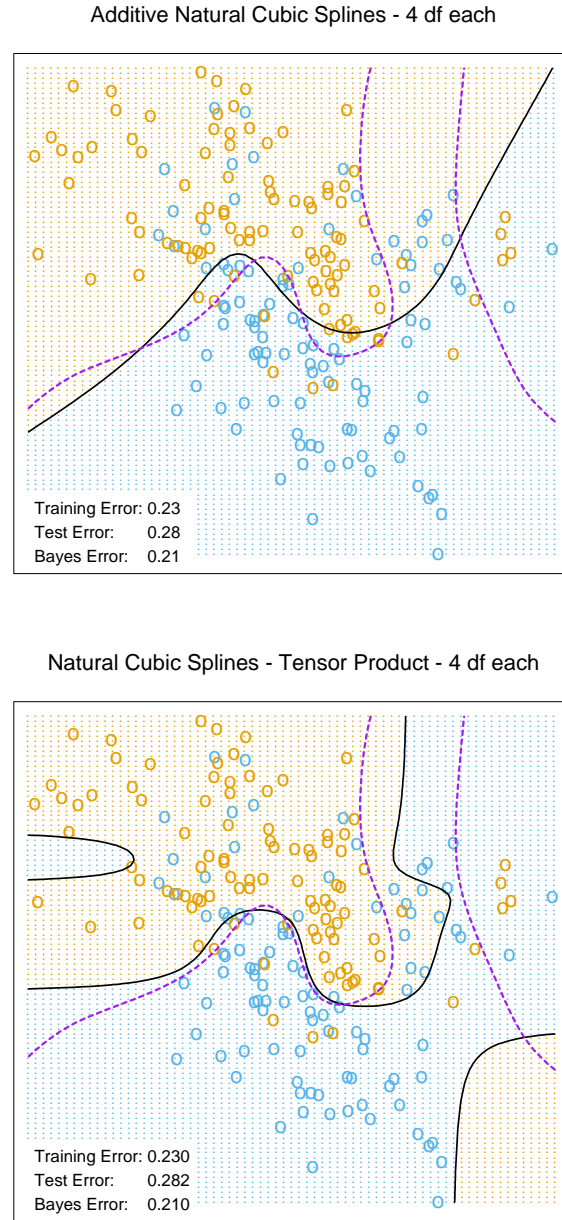 Additive Natural Cubic Splines - 4 df each
Training Error: 0.23
Test Error: 0.28
Bayes Error: 0.21
Natural Cubic Splines - Tensor Product - 4 df each
Training Error: 0.230
Test Error: 0.282
Bayes Error: 0.210